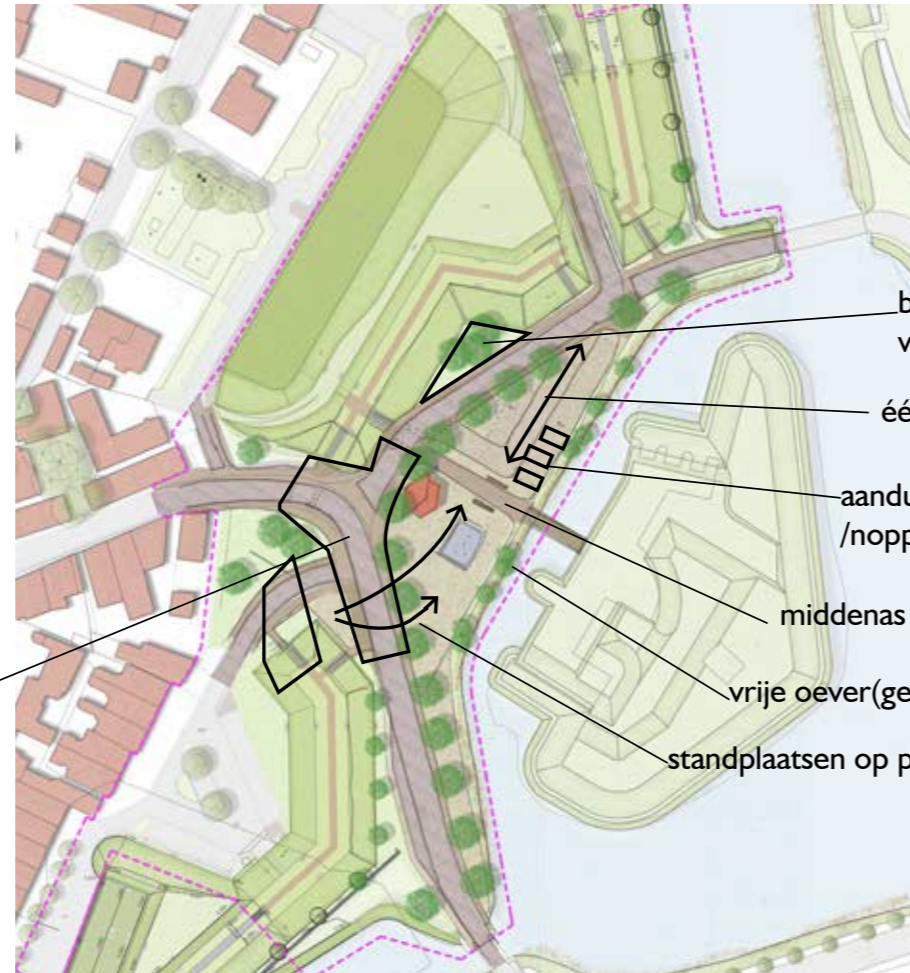 b
v
éé
aandu
/nopp
middenas
vrije oever(ge
standplaatsen op p